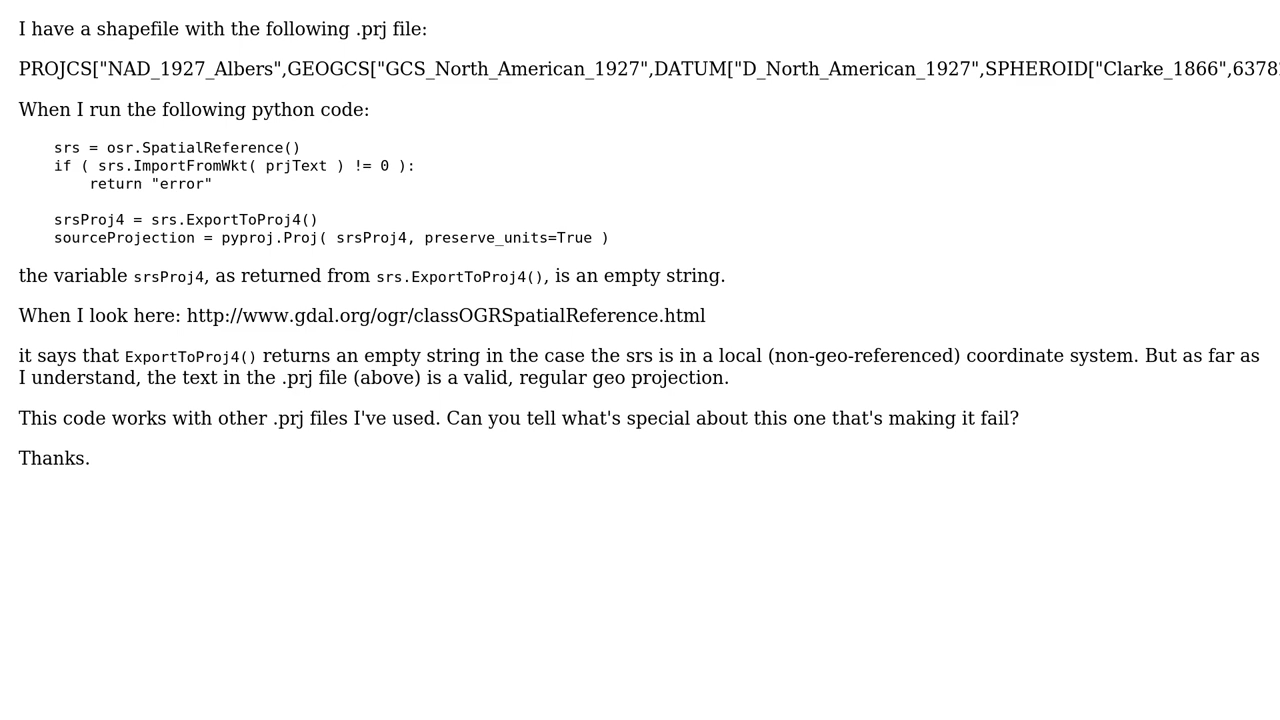 I have a shapefile with the following .prj file:
PROJCS["NAD_1927_Albers",GEOGCS["GCS_North_American_1927",DATUM["D_North_American_1927",SPHEROID["Clarke_1866",6378
When I run the following python code:
srs = osr.SpatialReference()
if ( srs.ImportFromWkt( prjText ) != 0 ):
    return "error"
srsProj4 = srs.ExportToProj4()
sourceProjection = pyproj.Proj( srsProj4, preserve_units=True )
the variable srsProj4, as returned from srs.ExportToProj4(), is an empty string.
When I look here: http://www.gdal.org/ogr/classOGRSpatialReference.html
it says that ExportToProj4() returns an empty string in the case the srs is in a local (non-geo-referenced) coordinate system. But as far as
I understand, the text in the .prj file (above) is a valid, regular geo projection.
This code works with other .prj files I've used. Can you tell what's special about this one that's making it fail?
Thanks.